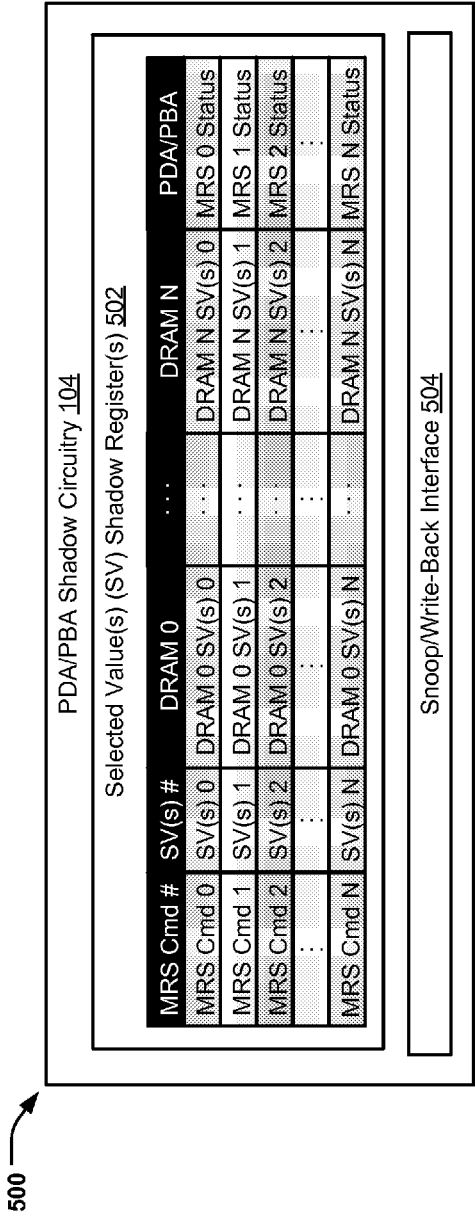 500
PDA/PBA Shadow Circuitry 104
Selected Value(s) (SV) Shadow Register(s) 502
MRS Cmd # SV(s) # DRAM 0 ... DRAM N PDA/PBA
MRS Cmd 0 SV(s) 0 DRAM 0 SV(s) 0 ... DRAM N SV(s) 0 MRS 0 Status
MRS Cmd 1 SV(s) 1 DRAM 0 SV(s) 1 ... DRAM N SV(s) 1 MRS 1 Status
MRS Cmd 2 SV(s) 2 DRAM 0 SV(s) 2 ... DRAM N SV(s) 2 MRS 2 Status
... ... ... ... ... ...
MRS Cmd N SV(s) N DRAM 0 SV(s) N ... DRAM N SV(s) N MRS N Status
Snoop/Write-Back Interface 504